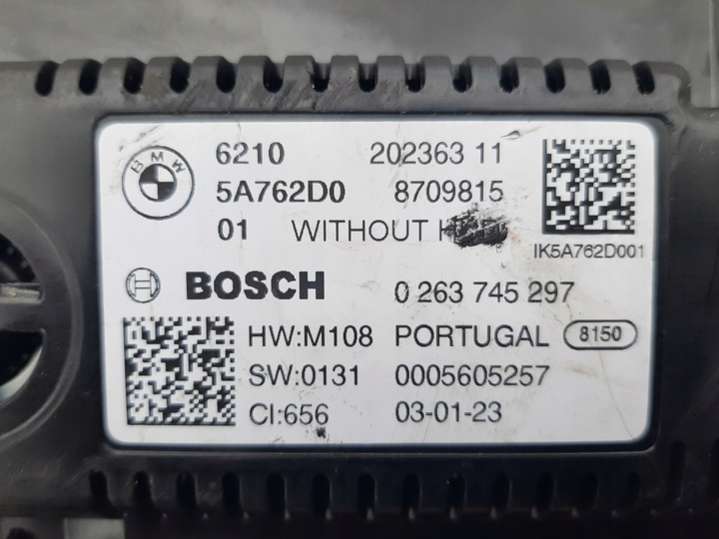 BMW
6210 202363 11
5A762D0 8709815
01 WITHOUT
IK5A762D001
BOSCH 0 263 745 297
HW:M108 PORTUGAL 8150
SW:0131 0005605257
CI:656 03-01-23